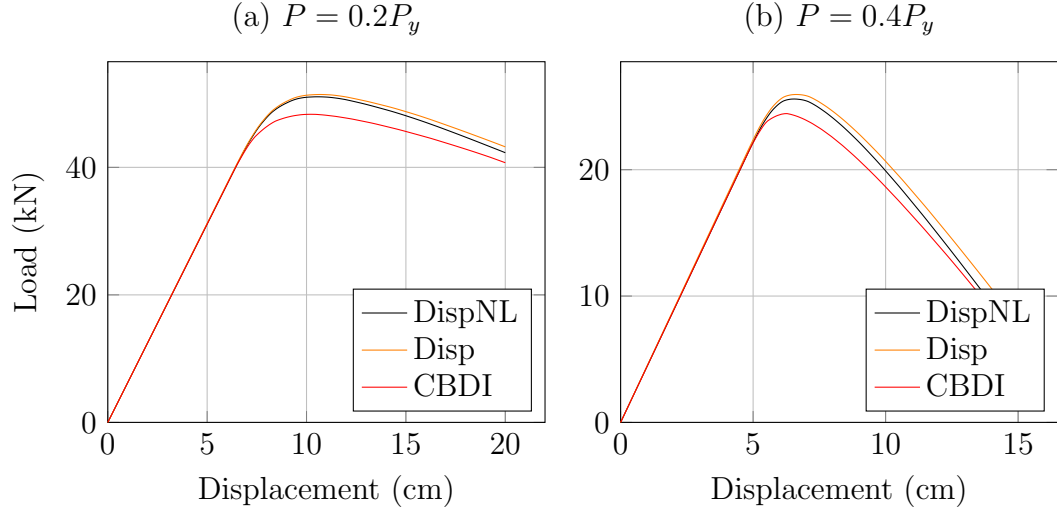 (a) P = 0.2P_y
(b) P = 0.4P_y
Load (kN)
40
20
0
0 5 10 15 20
Displacement (cm)
DispNL
Disp
CBDI
20
10
0
0 5 10 15
Displacement (cm)
DispNL
Disp
CBDI